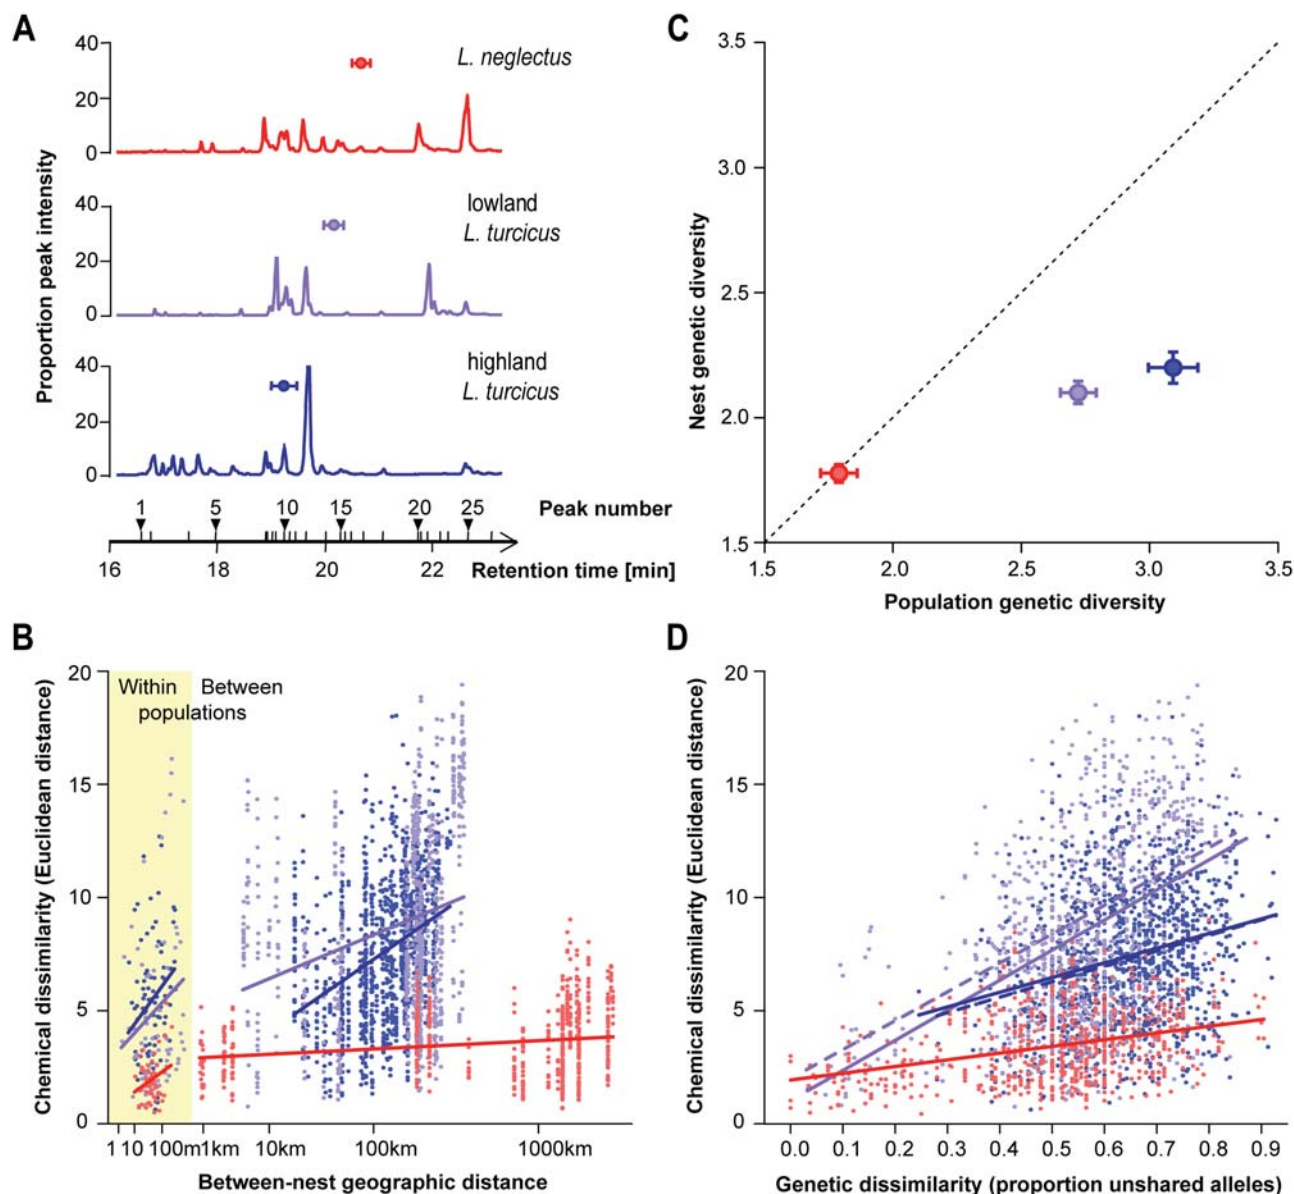 A
40
20
0
L. neglectus
40
20
0
lowland
L. turcicus
40
20
0
highland
L. turcicus
Proportion peak intensity
1 5 10 15 20 25 Peak number
16 18 20 22 Retention time [min]
C
3.5
3.0
2.5
2.0
1.5
Nest genetic diversity
1.5 2.0 2.5 3.0 3.5
Population genetic diversity
B
20
15
10
5
0
Chemical dissimilarity (Euclidean distance)
Within Between
populations
1 10 100m 1km 10km 100km 1000km
Between-nest geographic distance
D
20
15
10
5
0
Chemical dissimilarity (Euclidean distance)
0.0 0.1 0.2 0.3 0.4 0.5 0.6 0.7 0.8 0.9
Genetic dissimilarity (proportion unshared alleles)